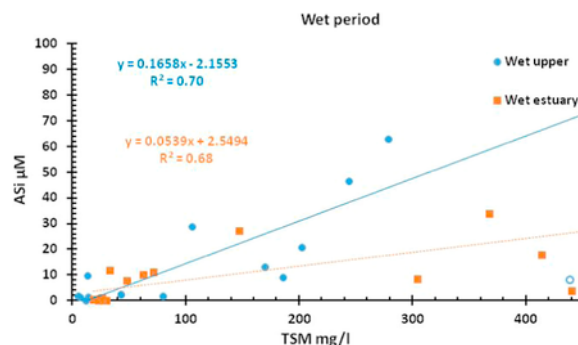 Wet period
100
90
80
70
60
50
40
30
20
10
0
ASi µM
y = 0.1658x - 2.1553
R² = 0.70
y = 0.0539x + 2.5494
R² = 0.68
Wet upper
Wet estuary
0 100 200 300 400
TSM mg/l